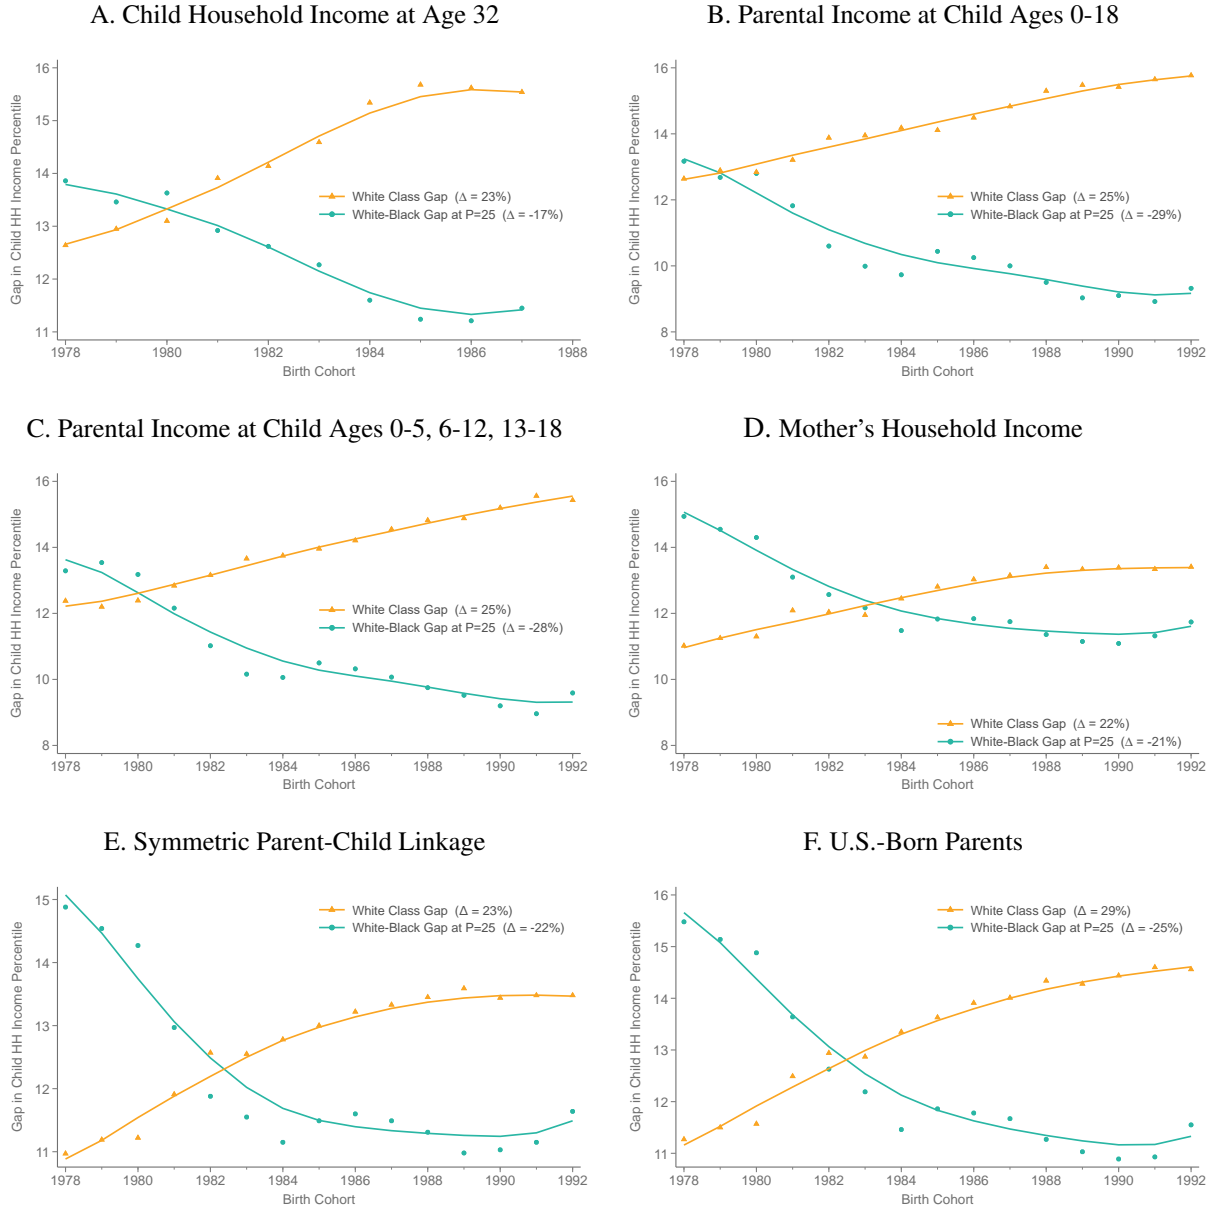 A. Child Household Income at Age 32
16
15
14
13
12
11
Gap in Child HH Income Percentile
White Class Gap (Δ = 23%)
White-Black Gap at P=25 (Δ = -17%)
1978 1980 1982 1984 1986 1988
Birth Cohort
B. Parental Income at Child Ages 0-18
16
14
12
10
8
Gap in Child HH Income Percentile
White Class Gap (Δ = 25%)
White-Black Gap at P=25 (Δ = -29%)
1978 1980 1982 1984 1986 1988 1990 1992
Birth Cohort
C. Parental Income at Child Ages 0-5, 6-12, 13-18
16
14
12
10
8
Gap in Child HH Income Percentile
White Class Gap (Δ = 25%)
White-Black Gap at P=25 (Δ = -28%)
1978 1980 1982 1984 1986 1988 1990 1992
Birth Cohort
D. Mother's Household Income
16
14
12
10
8
Gap in Child HH Income Percentile
White Class Gap (Δ = 22%)
White-Black Gap at P=25 (Δ = -21%)
1978 1980 1982 1984 1986 1988 1990 1992
Birth Cohort
E. Symmetric Parent-Child Linkage
15
14
13
12
11
Gap in Child HH Income Percentile
White Class Gap (Δ = 23%)
White-Black Gap at P=25 (Δ = -22%)
1978 1980 1982 1984 1986 1988 1990 1992
Birth Cohort
F. U.S.-Born Parents
16
15
14
13
12
11
Gap in Child HH Income Percentile
White Class Gap (Δ = 29%)
White-Black Gap at P=25 (Δ = -25%)
1978 1980 1982 1984 1986 1988 1990 1992
Birth Cohort